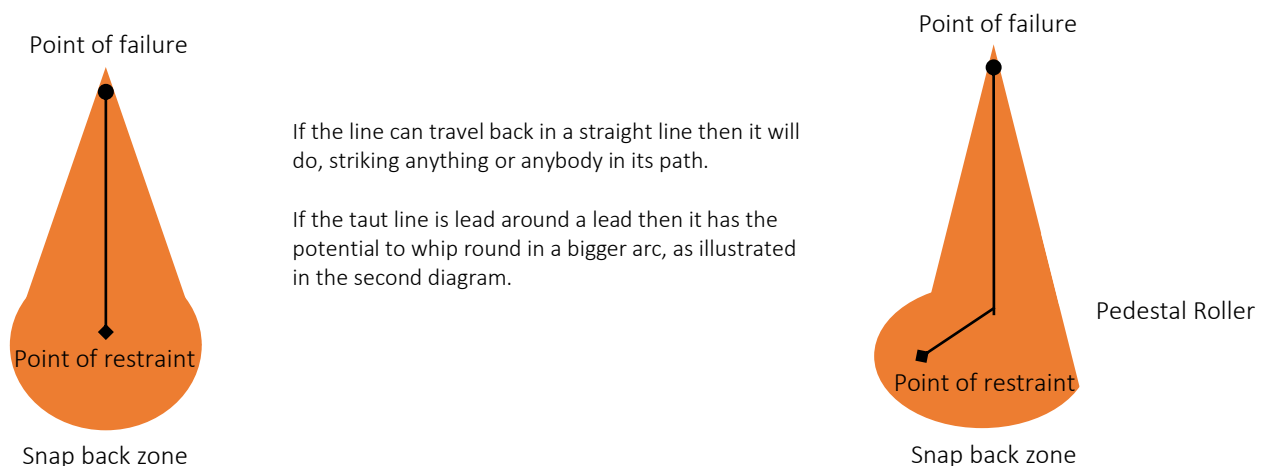 Point of failure
Point of restraint
Snap back zone
If the line can travel back in a straight line then it will
do, striking anything or anybody in its path.
If the taut line is lead around a lead then it has the
potential to whip round in a bigger arc, as illustrated
in the second diagram.
Point of failure
Pedestal Roller
Point of restraint
Snap back zone